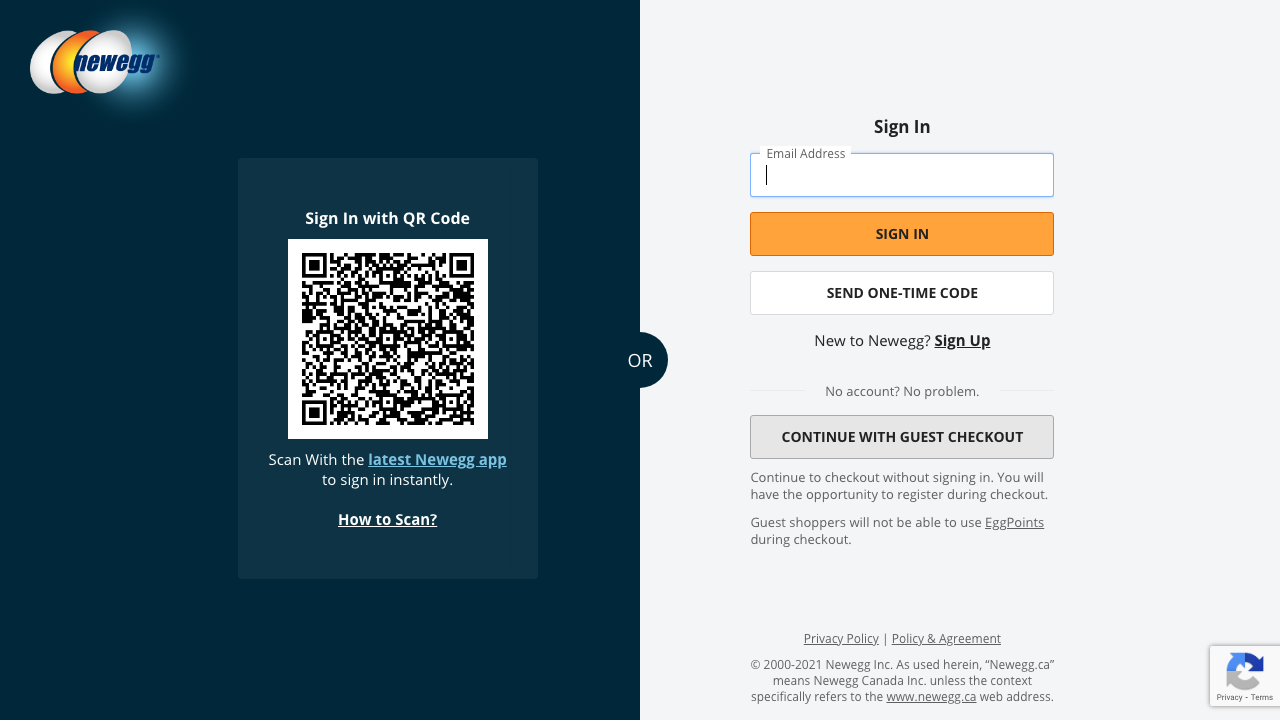 newegg
Sign In with QR Code
Scan With the latest Newegg app
to sign in instantly.
How to Scan?
OR
Sign In
Email Address
SIGN IN
SEND ONE-TIME CODE
New to Newegg? Sign Up
No account? No problem.
CONTINUE WITH GUEST CHECKOUT
Continue to checkout without signing in. You will
have the opportunity to register during checkout.
Guest shoppers will not be able to use EggPoints
during checkout.
Privacy Policy | Policy & Agreement
© 2000-2021 Newegg Inc. As used herein, “Newegg.ca”
means Newegg Canada Inc. unless the context
specifically refers to the www.newegg.ca web address.
Privacy - Terms